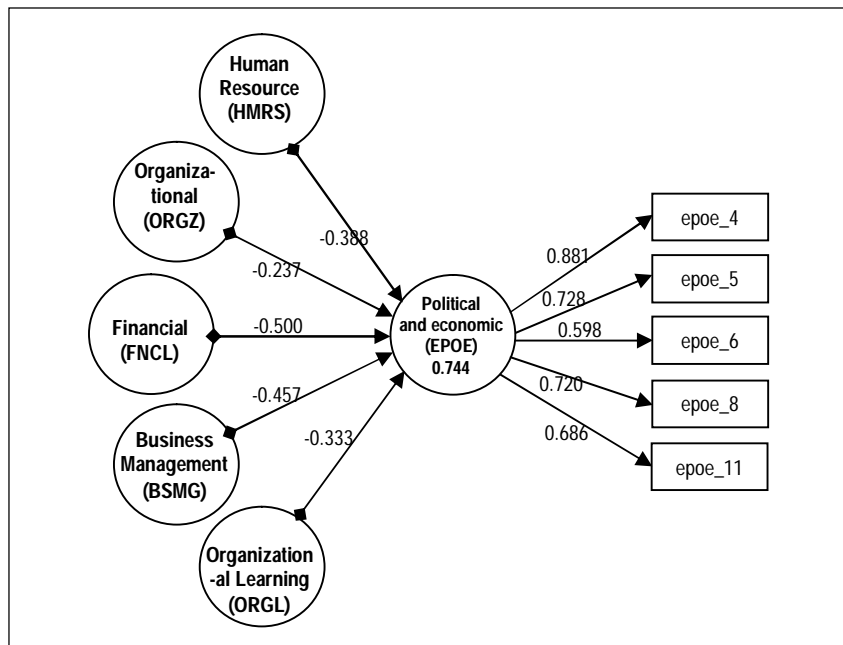 Human
Resource
(HMRS)
Organiza-
tional
(ORGZ)
Financial
(FNCL)
Business
Management
(BSMG)
Organization
-al Learning
(ORGL)
-0.388
-0.237
-0.500
-0.457
-0.333
Political
and economic
(EPOE)
0.744
0.881
0.728
0.598
0.720
0.686
epoe_4
epoe_5
epoe_6
epoe_8
epoe_11